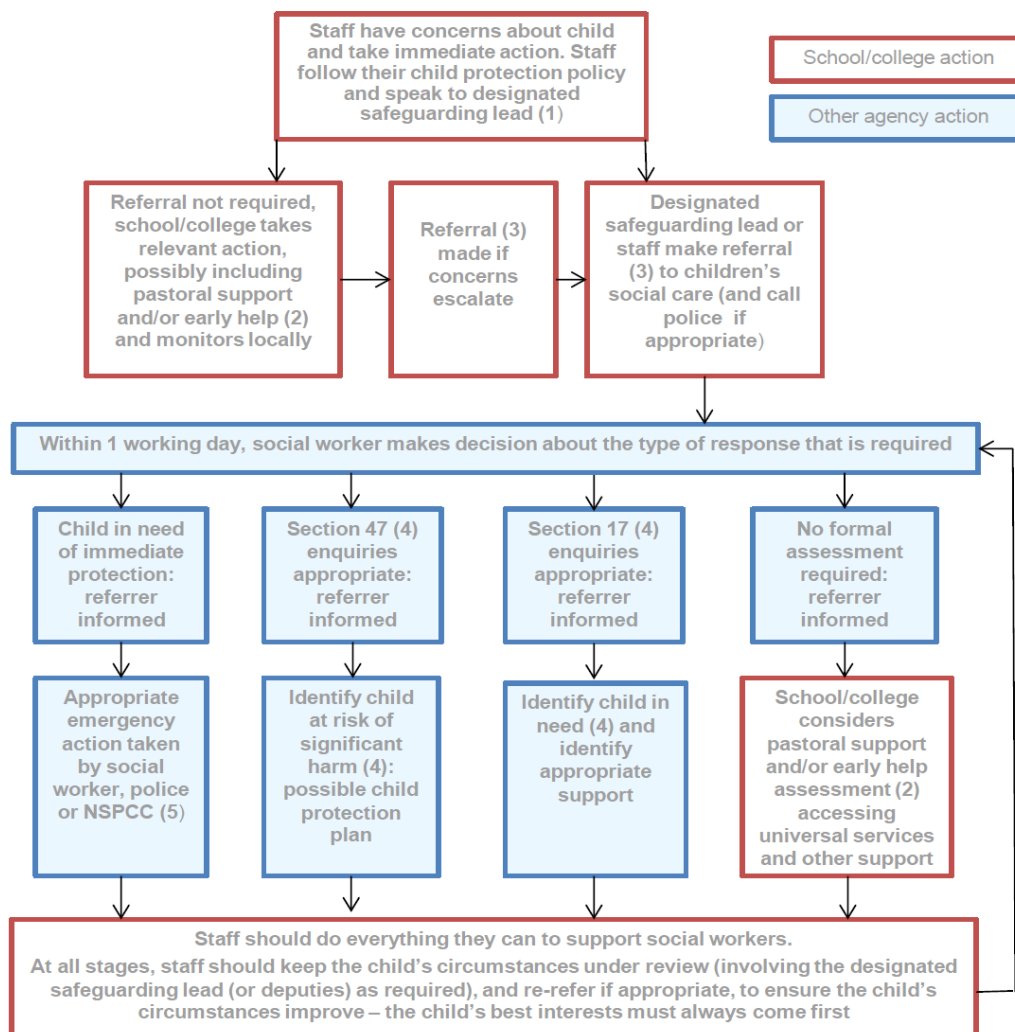 Staff have concerns about child
and take immediate action. Staff
follow their child protection policy
and speak to designated
safeguarding lead (1)
School/college action
Other agency action
Referral not required,
school/college takes
relevant action,
possibly including
pastoral support
and/or early help (2)
and monitors locally
Referral (3)
made if
concerns
escalate
Designated
safeguarding lead or
staff make referral
(3) to children’s
social care (and call
police if
appropriate)
Within 1 working day, social worker makes decision about the type of response that is required
Child in need
of immediate
protection:
referrer
informed
Section 47 (4)
enquiries
appropriate:
referrer
informed
Section 17 (4)
enquiries
appropriate:
referrer
informed
No formal
assessment
required:
referrer
informed
Appropriate
emergency
action taken
by social
worker, police
or NSPCC (5)
Identify child
at risk of
significant
harm (4):
possible child
protection
plan
Identify child in
need (4) and
identify
appropriate
support
School/college
considers
pastoral support
and/or early help
assessment (2)
accessing
universal services
and other support
Staff should do everything they can to support social workers.
At all stages, staff should keep the child’s circumstances under review (involving the designated
safeguarding lead (or deputies) as required), and re-refer if appropriate, to ensure the child’s
circumstances improve – the child’s best interests must always come first